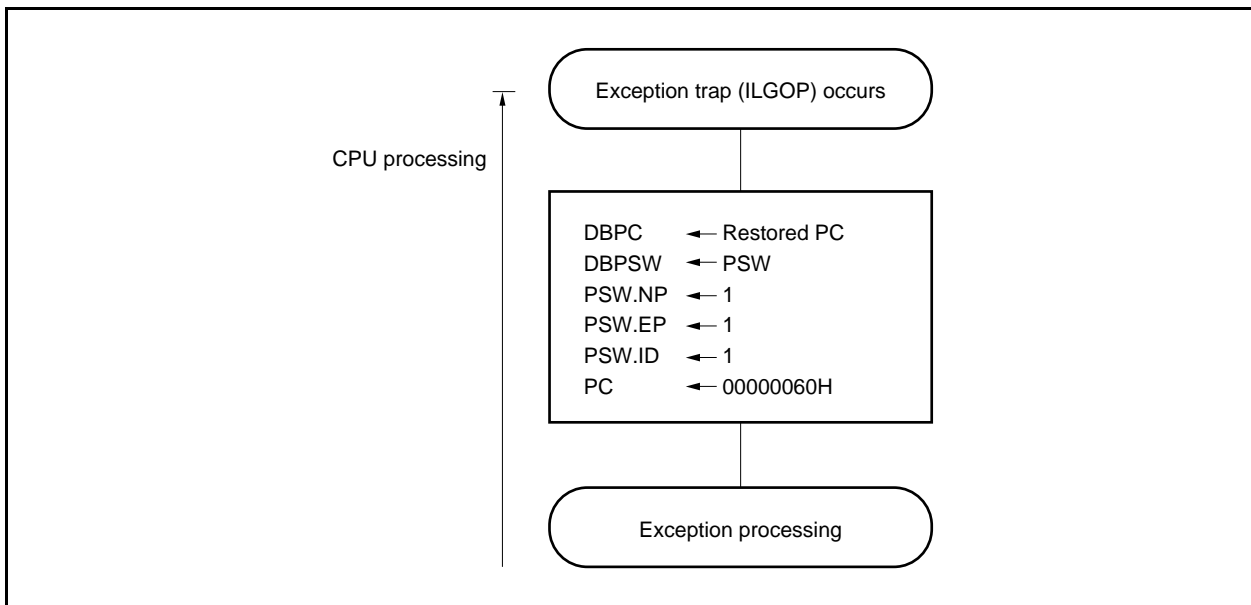 Exception trap (ILGOP) occurs
CPU processing
DBPC ← Restored PC
DBPSW ← PSW
PSW.NP ← 1
PSW.EP ← 1
PSW.ID ← 1
PC ← 00000060H
Exception processing